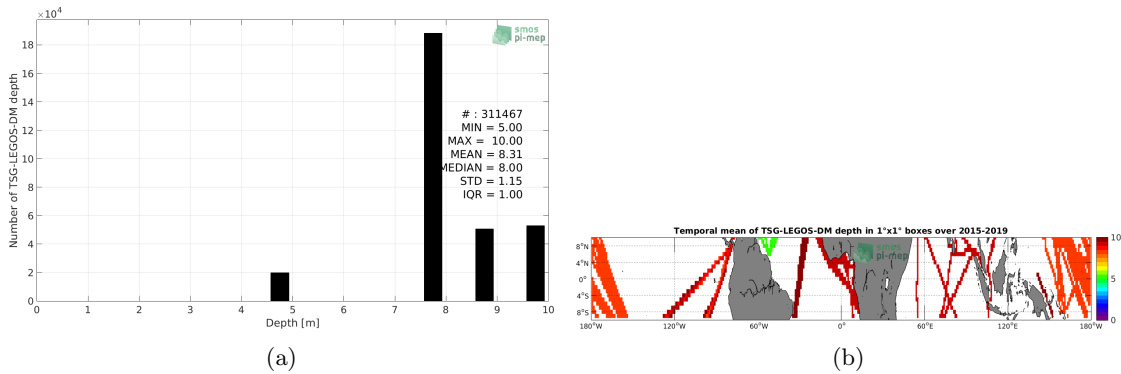 ×10⁴
18
16
14
12
10
8
6
4
2
0
Number of TSG-LEGOS-DM depth
smos
pi-mep
# : 311467
MIN = 5.00
MAX = 10.00
MEAN = 8.31
MEDIAN = 8.00
STD = 1.15
IQR = 1.00
0 1 2 3 4 5 6 7 8 9 10
Depth [m]
(a)
Temporal mean of TSG-LEGOS-DM depth in 1°x1° boxes over 2015-2019
smos
pi-mep
8°N
4°N
0°
4°S
8°S
180°W 120°W 60°W 0° 60°E 120°E 180°W
10
5
0
(b)